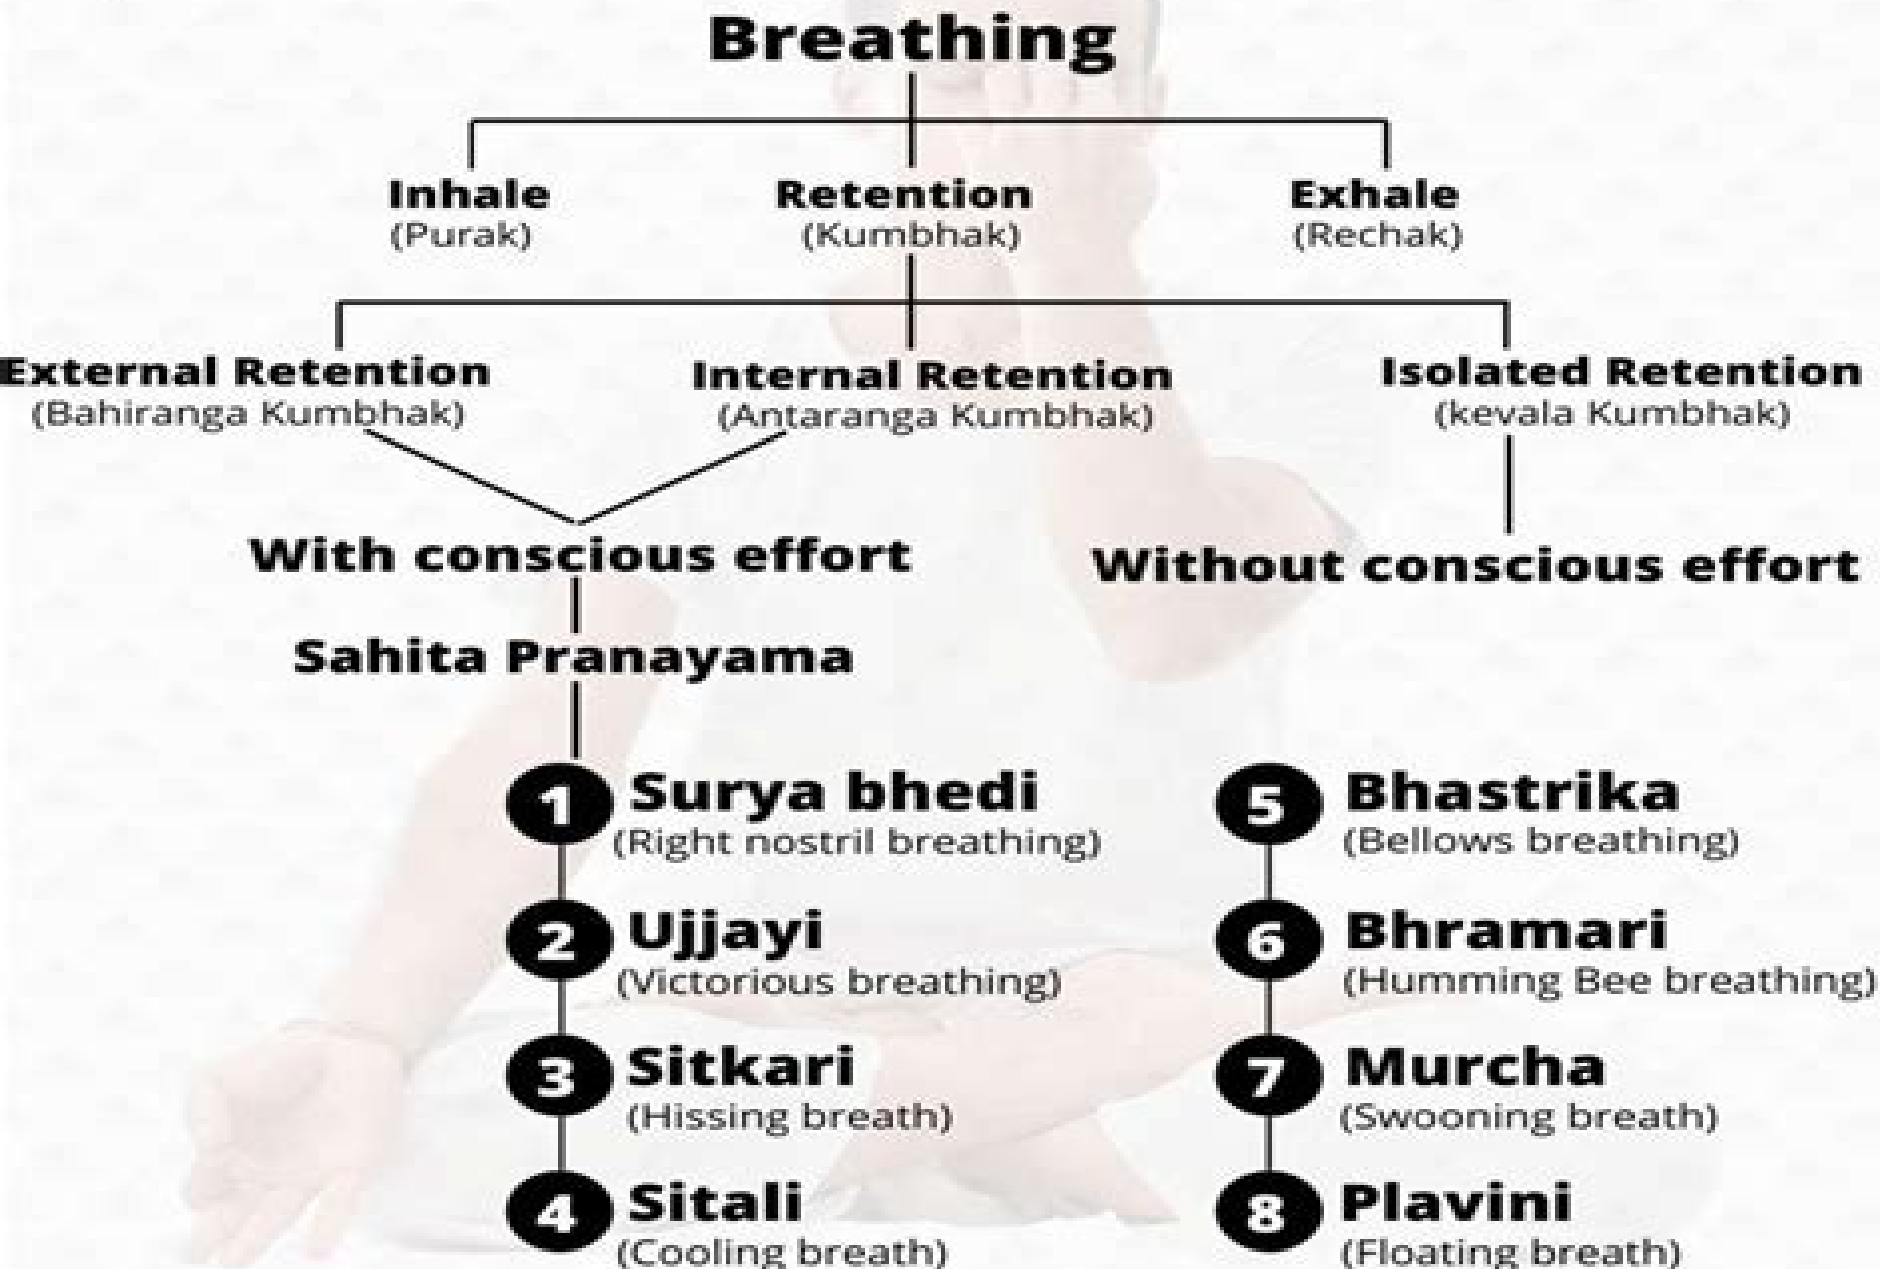 Breathing
Inhale
(Purak)
Retention
(Kumbhak)
Exhale
(Rechak)
External Retention
(Bahiranga Kumbhak)
Internal Retention
(Antaranga Kumbhak)
Isolated Retention
(kevala Kumbhak)
With conscious effort
Without conscious effort
Sahita Pranayama
1 Surya bhedi
(Right nostril breathing)
2 Ujjayi
(Victorious breathing)
3 Sitkari
(Hissing breath)
4 Sitali
(Cooling breath)
5 Bhastrika
(Bellows breathing)
6 Bhramari
(Humming Bee breathing)
7 Murcha
(Swooning breath)
8 Plavini
(Floating breath)